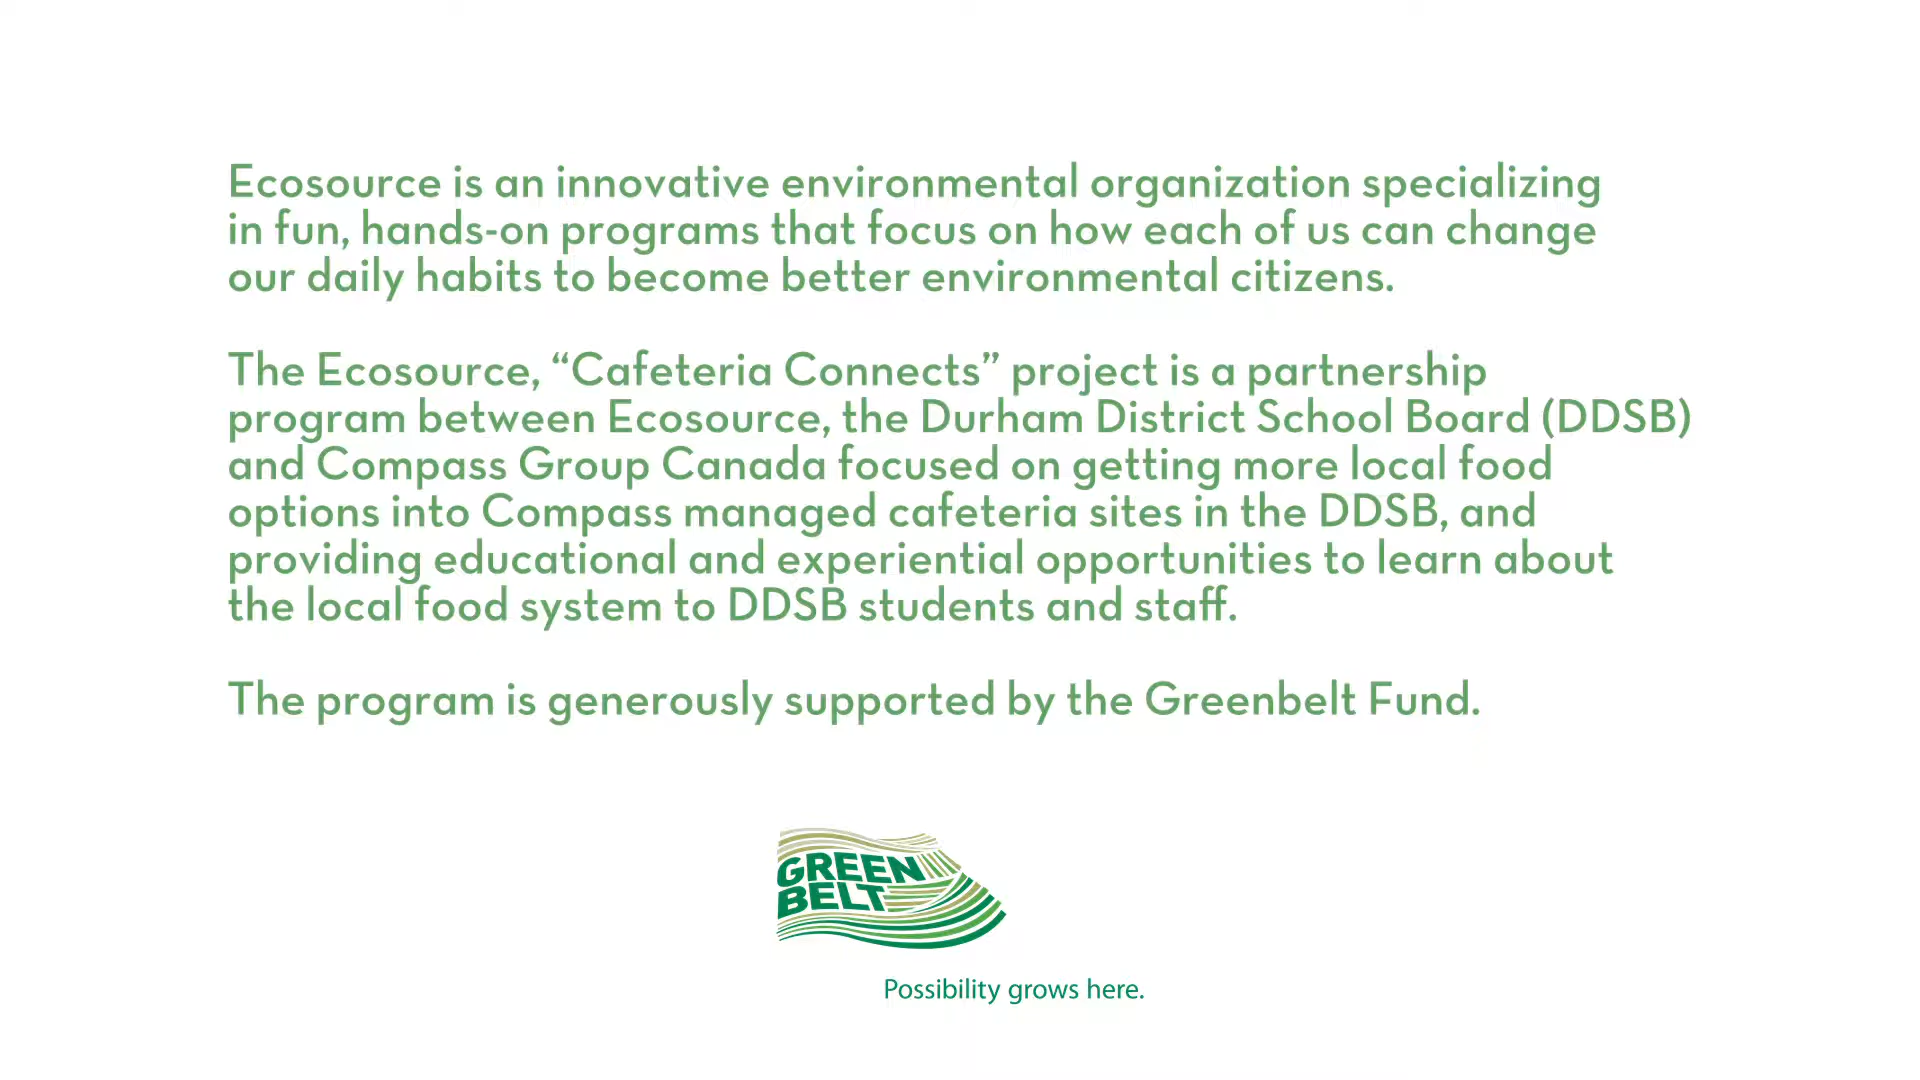 Ecosource is an innovative environmental organization specializing
in fun, hands-on programs that focus on how each of us can change
our daily habits to become better environmental citizens.
The Ecosource, “Cafeteria Connects” project is a partnership
program between Ecosource, the Durham District School Board (DDSB)
and Compass Group Canada focused on getting more local food
options into Compass managed cafeteria sites in the DDSB, and
providing educational and experiential opportunities to learn about
the local food system to DDSB students and staff.
The program is generously supported by the Greenbelt Fund.
GREEN
BELT
Possibility grows here.